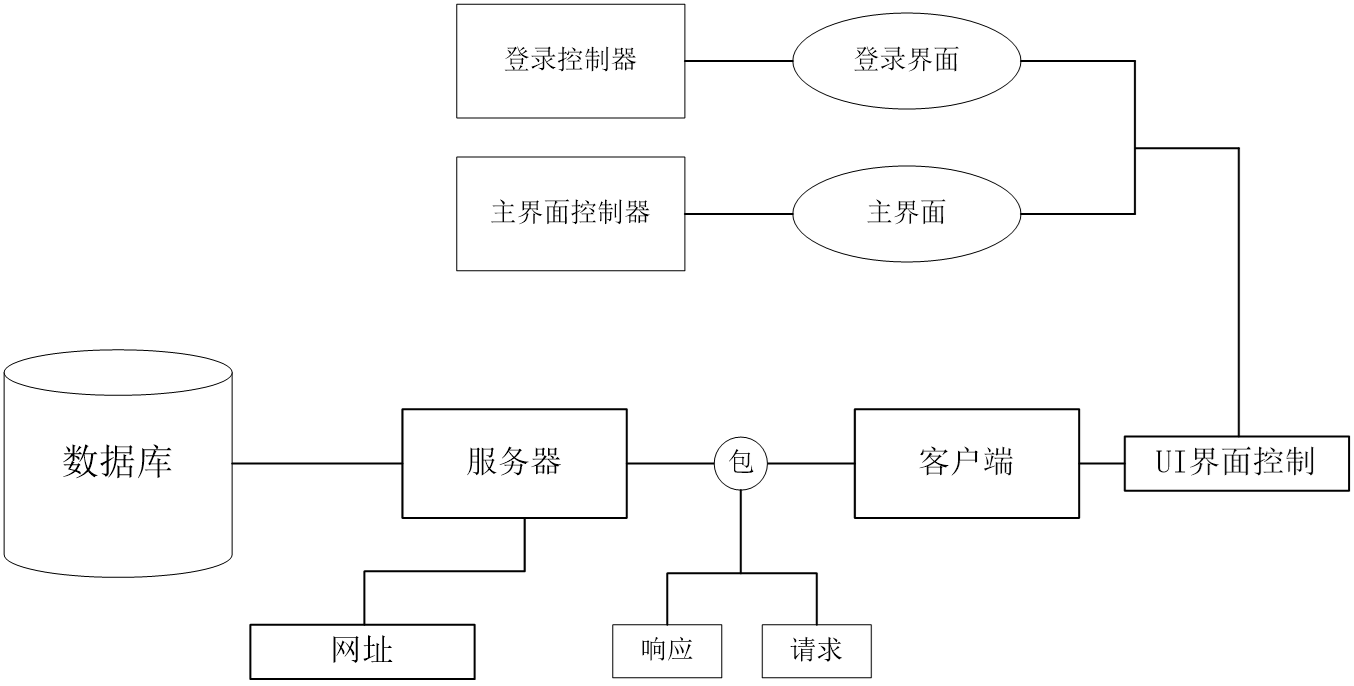 登录控制器
登录界面
主界面控制器
主界面
数据库
服务器
包
客户端
UI界面控制
网址
响应
请求